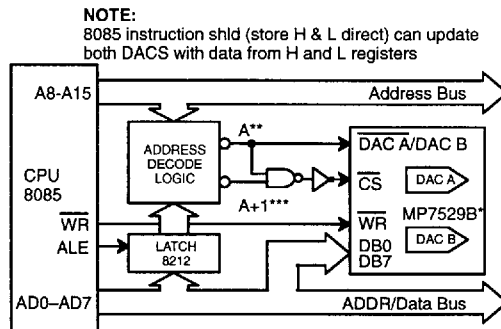 NOTE:
8085 instruction shld (store H & L direct) can update
both DACS with data from H and L registers
A8-A15
Address Bus
A**
ADDRESS
DECODE
LOGIC
DAC A/DAC B
CPU
8085
CS
DAC A
A+1***
WR
WR
MP7529B*
ALE
LATCH
8212
DB0
DB7
DAC B
AD0–AD7
ADDR/Data Bus